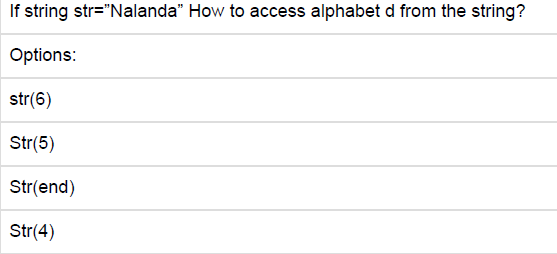 If string str=”Nalanda” How to access alphabet d from the string?
Options:
str(6)
Str(5)
Str(end)
Str(4)